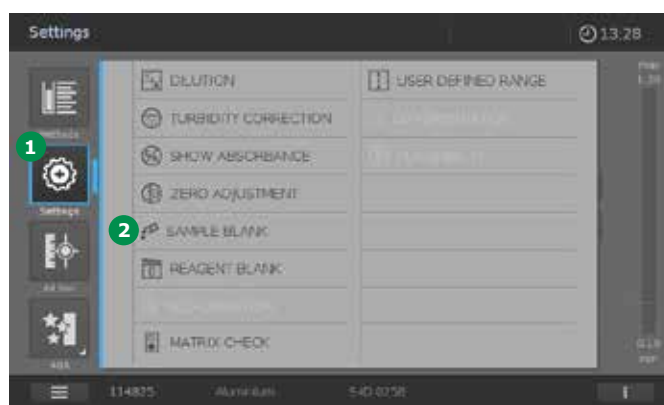 Settings
13:28
DILUTION
USER DEFINED RANGE
TURBIDITY CORRECTION
SHOW ABSORBANCE
1
ZERO ADJUSTMENT
Settings
2
SAMPLE BLANK
REAGENT BLANK
MATRIX CHECK
114825
Aluminium